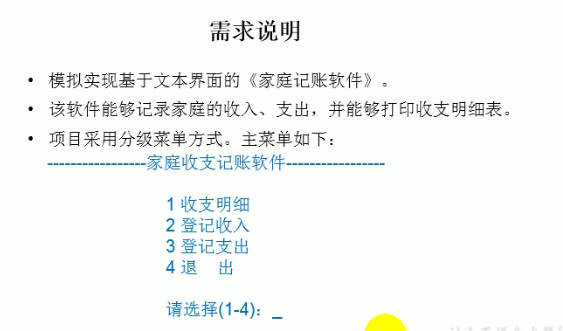 需求说明
• 模拟实现基于文本界面的《家庭记账软件》。
• 该软件能够记录家庭的收入、支出，并能够打印收支明细表。
• 项目采用分级菜单方式。主菜单如下：
-----------------家庭收支记账软件-----------------
1 收支明细
2 登记收入
3 登记支出
4 退 出
请选择(1-4)：_